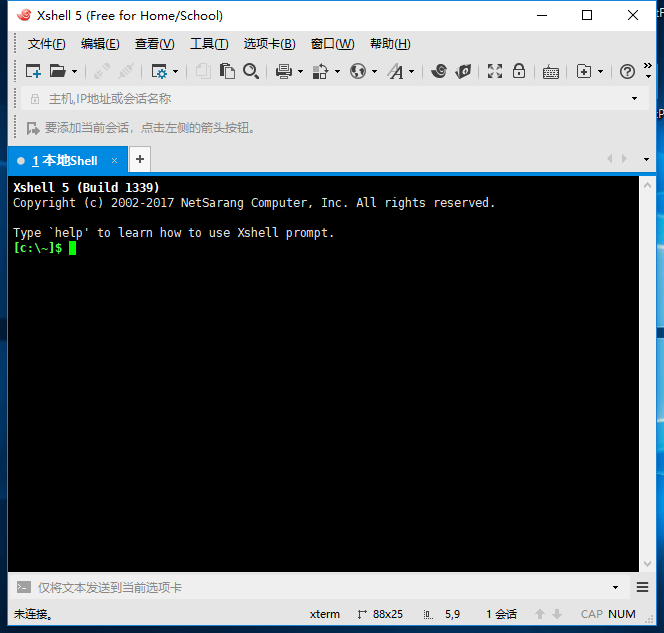 Xshell 5 (Free for Home/School)
文件(F) 编辑(E) 查看(V) 工具(T) 选项卡(B) 窗口(W) 帮助(H)
主机,IP地址或会话名称
要添加当前会话，点击左侧的箭头按钮。
1 本地Shell × +
Xshell 5 (Build 1339)
Copyright (c) 2002-2017 NetSarang Computer, Inc. All rights reserved.
Type `help' to learn how to use Xshell prompt.
[c:\~]$
仅将文本发送到当前选项卡
未连接。 xterm 88x25 5,9 1 会话 CAP NUM